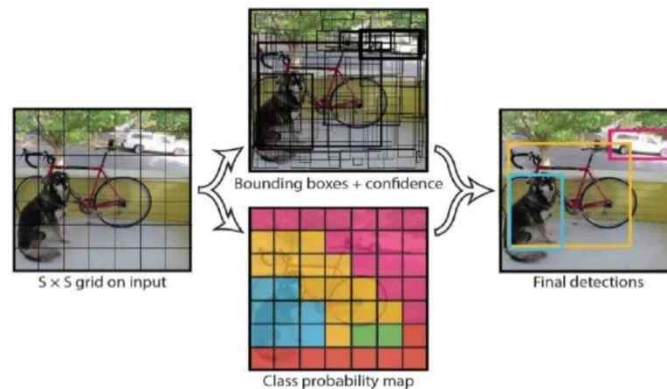 Bounding boxes + confidence
S × S grid on input
Final detections
Class probability map